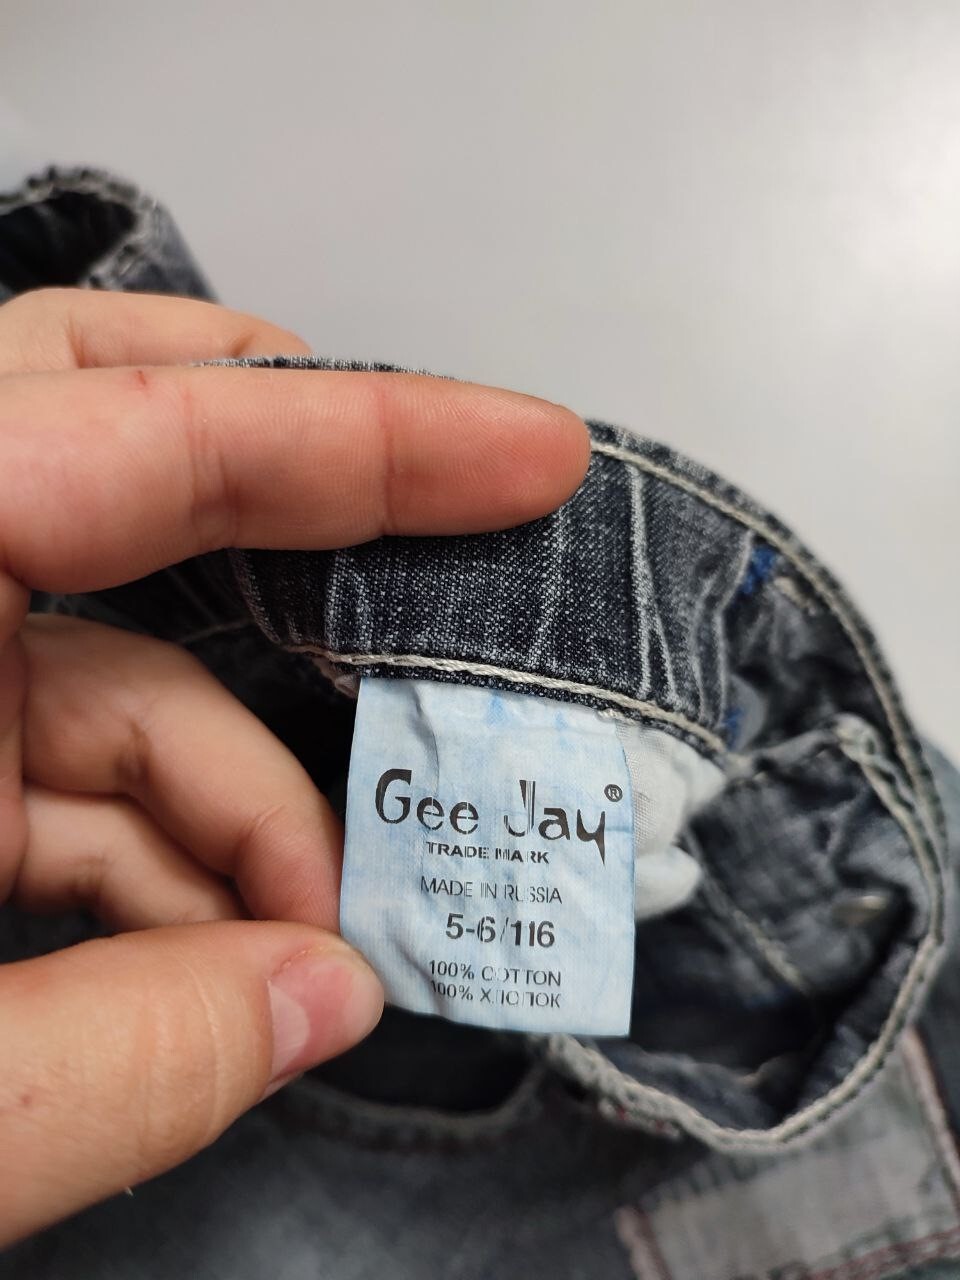 Gee Jay®
TRADE MARK
MADE IN RUSSIA
5-6/116
100% COTTON
100% ХЛОПОК